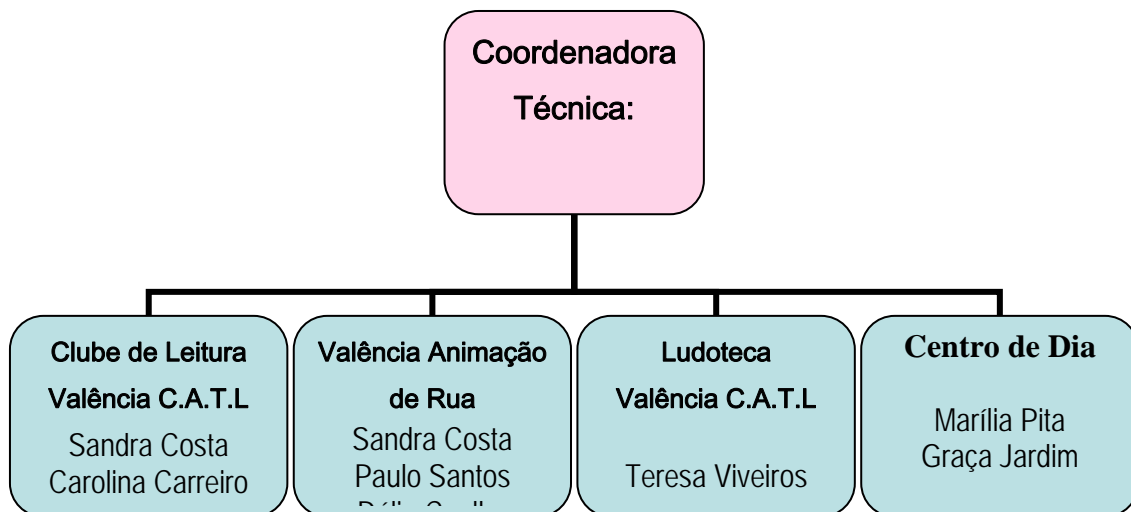 Coordenadora
Técnica:
Clube de Leitura
Valência C.A.T.L
Sandra Costa
Carolina Carreiro
Valência Animação
de Rua
Sandra Costa
Paulo Santos
Ludoteca
Valência C.A.T.L
Teresa Viveiros
Centro de Dia
Marília Pita
Graça Jardim